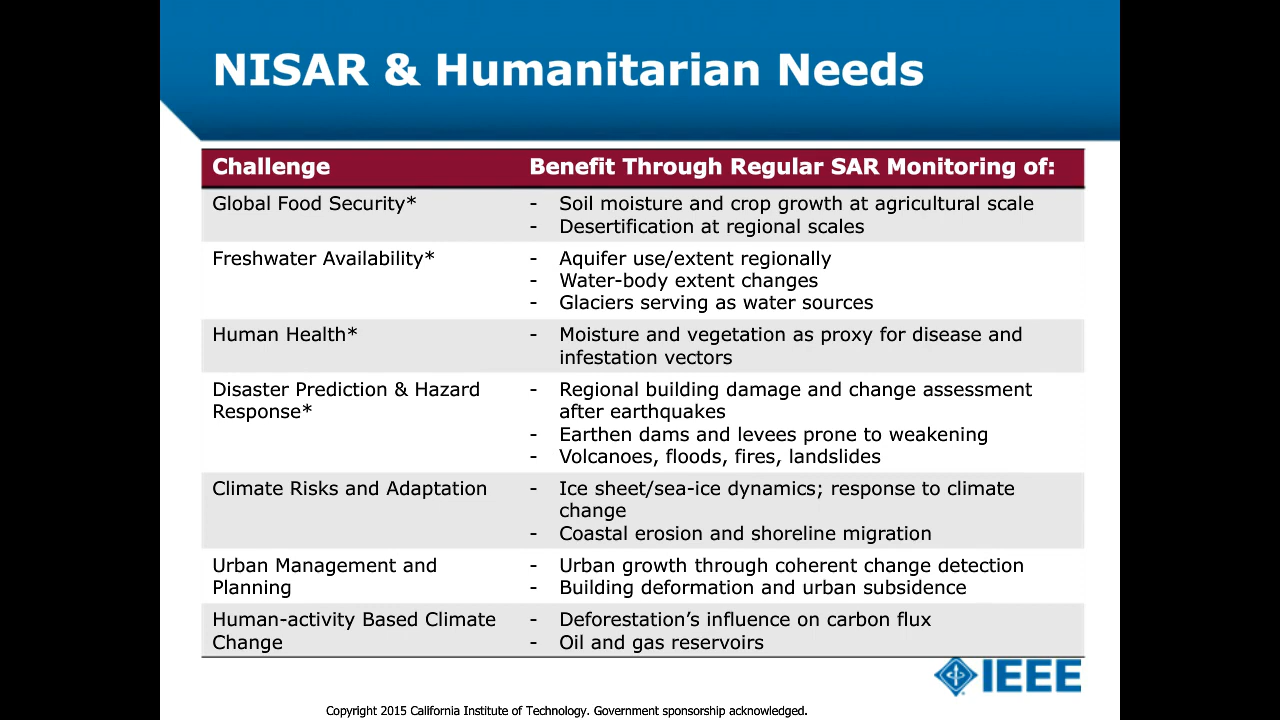 NISAR & Humanitarian Needs
Challenge
Benefit Through Regular SAR Monitoring of:
Global Food Security*
- Soil moisture and crop growth at agricultural scale
- Desertification at regional scales
Freshwater Availability*
- Aquifer use/extent regionally
- Water-body extent changes
- Glaciers serving as water sources
Human Health*
- Moisture and vegetation as proxy for disease and
infestation vectors
Disaster Prediction & Hazard
Response*
- Regional building damage and change assessment
after earthquakes
- Earthen dams and levees prone to weakening
- Volcanoes, floods, fires, landslides
Climate Risks and Adaptation
- Ice sheet/sea-ice dynamics; response to climate
change
- Coastal erosion and shoreline migration
Urban Management and
Planning
- Urban growth through coherent change detection
- Building deformation and urban subsidence
Human-activity Based Climate
Change
- Deforestation’s influence on carbon flux
- Oil and gas reservoirs
IEEE
Copyright 2015 California Institute of Technology. Government sponsorship acknowledged.